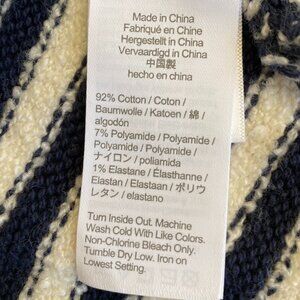 Made in China
Fabriqué en Chine
Hergestellt in China
Vervaardigd in China
中国製
hecho en china
92% Cotton / Coton /
Baumwolle / Katoen / 綿 /
algodón
7% Polyamide / Polyamide /
Polyamide / Polyamide /
ナイロン / poliamida
1% Elastane / Élasthanne /
Elastan / Elastaan / ポリウ
レタン / elastano
Turn Inside Out. Machine
Wash Cold With Like Colors.
Non-Chlorine Bleach Only.
Tumble Dry Low. Iron on
Lowest Setting.